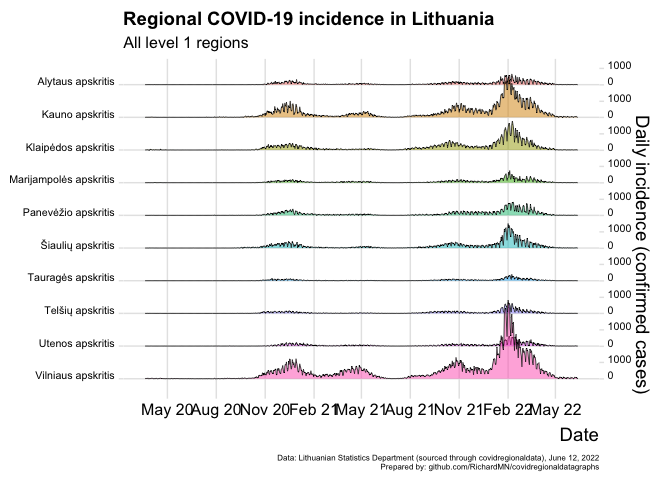 Regional COVID-19 incidence in Lithuania
All level 1 regions
Alytaus apskritis
Kauno apskritis
Klaipėdos apskritis
Marijampolės apskritis
Panevėžio apskritis
Šiaulių apskritis
Tauragės apskritis
Telšių apskritis
Utenos apskritis
Vilniaus apskritis
1000
0
1000
0
1000
0
1000
0
1000
0
1000
0
1000
0
1000
0
1000
0
1000
0
Daily incidence (confirmed cases)
May 20 Aug 20 Nov 20 Feb 21 May 21 Aug 21 Nov 21 Feb 22 May 22
Date
Data: Lithuanian Statistics Department (sourced through covidregionaldata), June 12, 2022
Prepared by: github.com/RichardMN/covidregionaldatagraphs